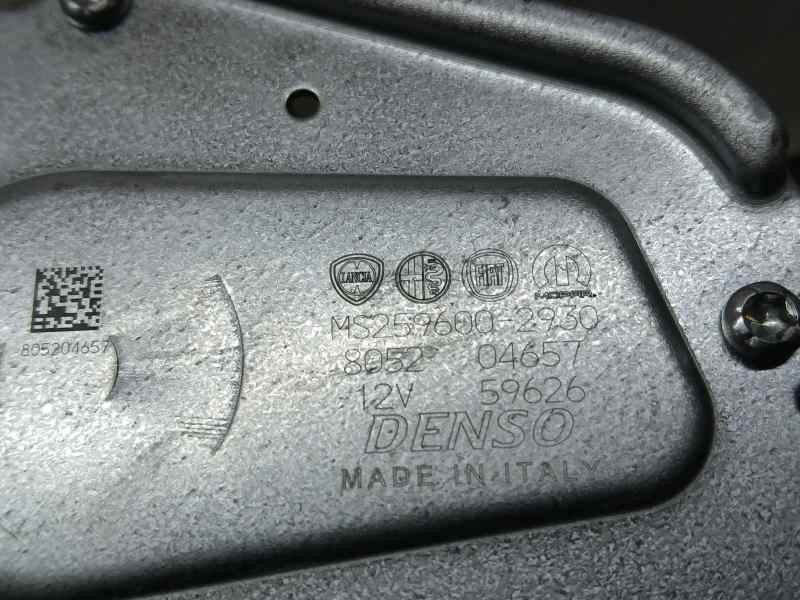 LANCIA FIAT MOPAR
MS259600-2930
805204657
8052 04657
12V 59626
DENSO
MADE IN ITALY